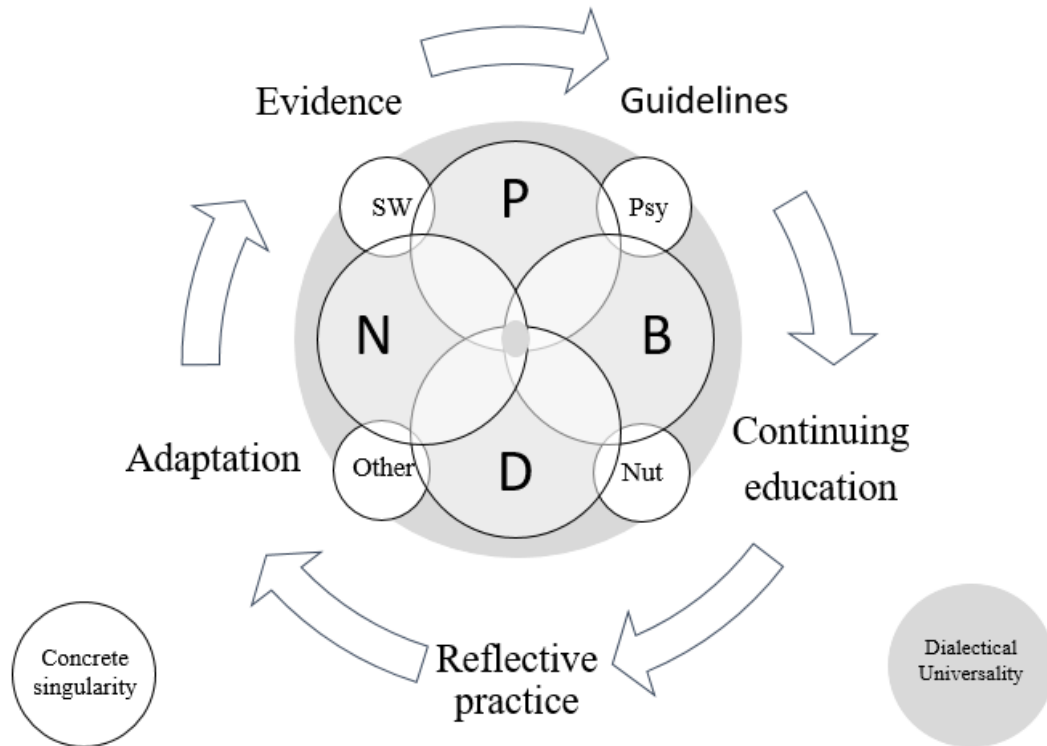 Evidence
Guidelines
SW
P
Psy
N
B
Adaptation
Other
D
Nut
Continuing
education
Reflective
practice
Concrete
singularity
Dialectical
Universality